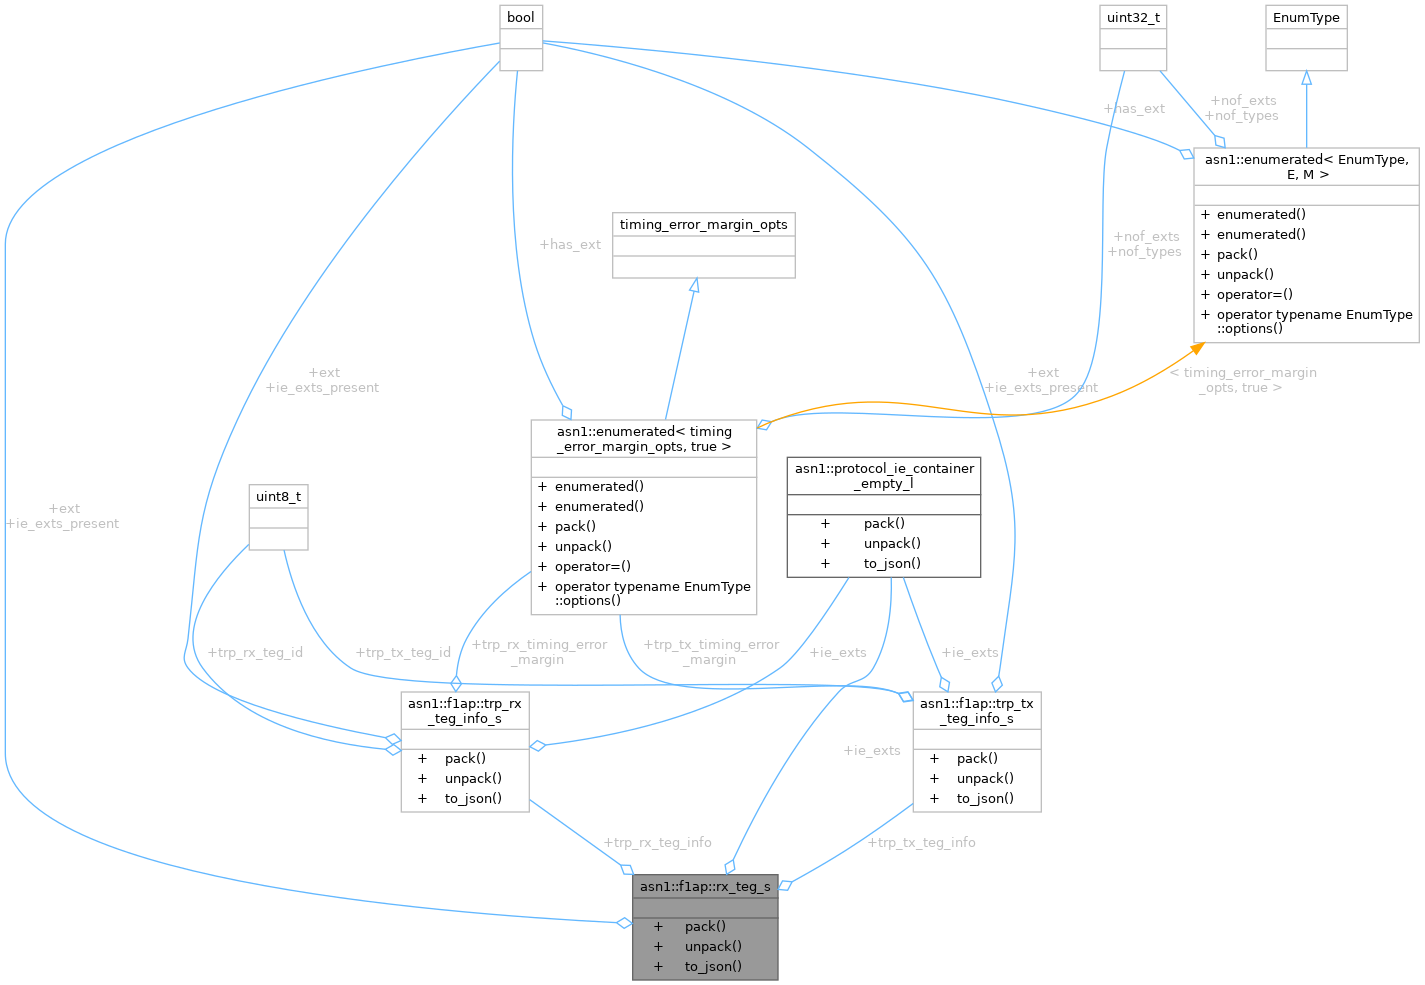 bool
uint32_t
EnumType
+has_ext
+nof_exts
+nof_types
asn1::enumerated< EnumType,
E, M >
+ enumerated()
+ enumerated()
+ pack()
+ unpack()
+ operator=()
+ operator typename EnumType
::options()
timing_error_margin_opts
+has_ext
+nof_exts
+nof_types
+ext
+ie_exts_present
+ext
+ie_exts_present
< timing_error_margin
_opts, true >
asn1::enumerated< timing
_error_margin_opts, true >
+ enumerated()
+ enumerated()
+ pack()
+ unpack()
+ operator=()
+ operator typename EnumType
::options()
asn1::protocol_ie_container
_empty_l
+ pack()
+ unpack()
+ to_json()
uint8_t
+ext
+ie_exts_present
+trp_rx_teg_id
+trp_tx_teg_id
+trp_rx_timing_error
_margin
+trp_tx_timing_error
_margin
+ie_exts
+ie_exts
asn1::f1ap::trp_rx
_teg_info_s
+ pack()
+ unpack()
+ to_json()
asn1::f1ap::trp_tx
_teg_info_s
+ pack()
+ unpack()
+ to_json()
+ie_exts
+trp_rx_teg_info
+trp_tx_teg_info
asn1::f1ap::rx_teg_s
+ pack()
+ unpack()
+ to_json()